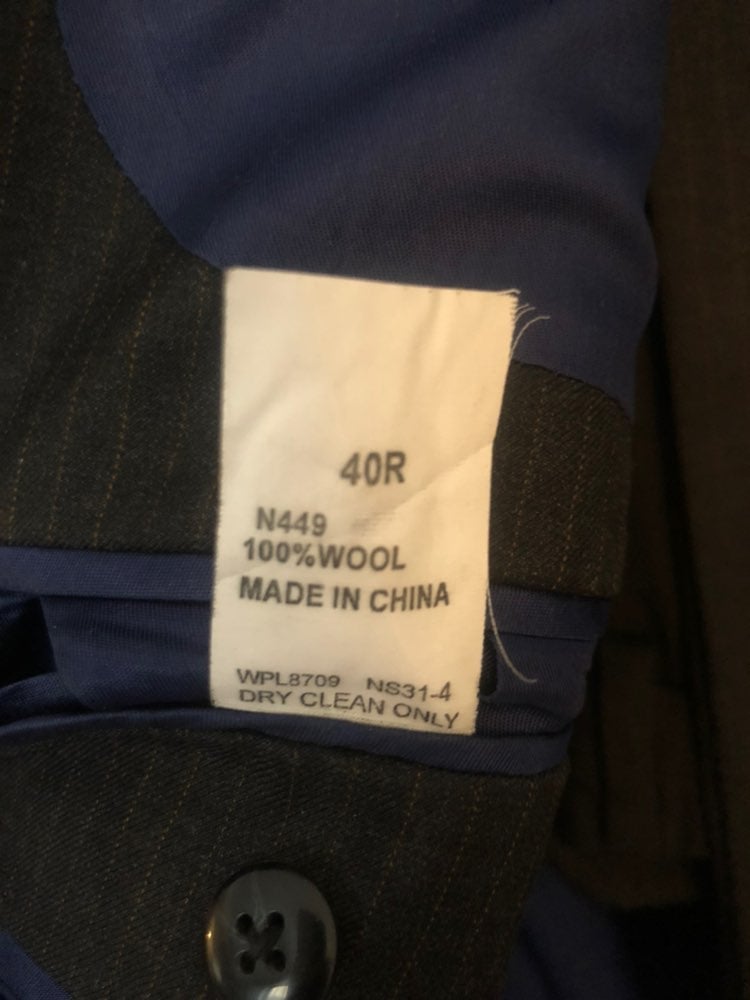 40R
N449
100%WOOL
MADE IN CHINA
WPL8709 NS31-4
DRY CLEAN ONLY